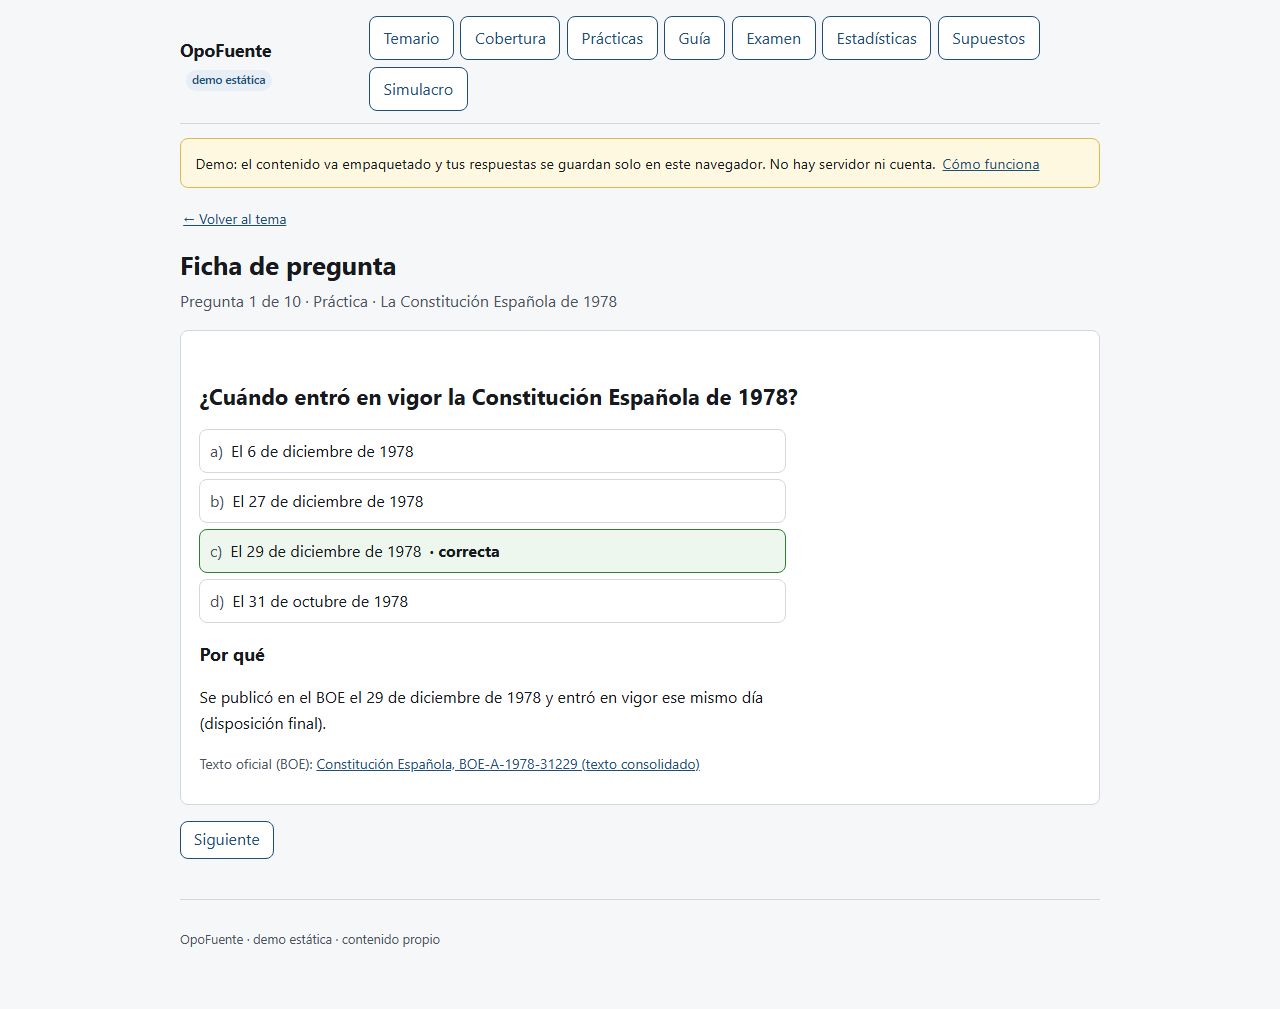 OpoFuente
demo estática
Temario
Cobertura
Prácticas
Guía
Examen
Estadísticas
Supuestos
Simulacro
Demo: el contenido va empaquetado y tus respuestas se guardan solo en este navegador. No hay servidor ni cuenta. Cómo funciona
← Volver al tema
Ficha de pregunta
Pregunta 1 de 10 · Práctica · La Constitución Española de 1978
¿Cuándo entró en vigor la Constitución Española de 1978?
a) El 6 de diciembre de 1978
b) El 27 de diciembre de 1978
c) El 29 de diciembre de 1978 · correcta
d) El 31 de octubre de 1978
Por qué
Se publicó en el BOE el 29 de diciembre de 1978 y entró en vigor ese mismo día
(disposición final).
Texto oficial (BOE): Constitución Española, BOE-A-1978-31229 (texto consolidado)
Siguiente
OpoFuente · demo estática · contenido propio